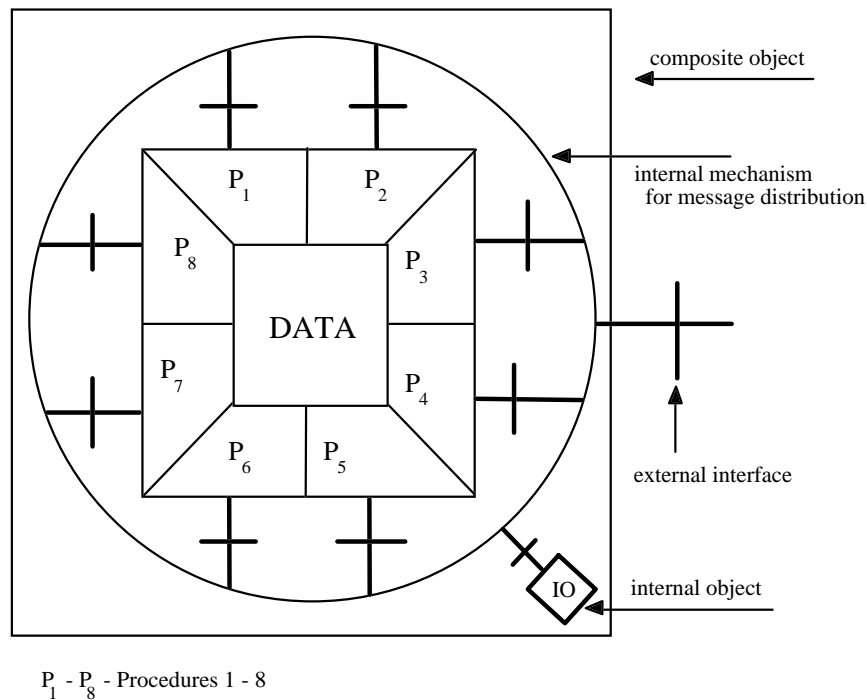 composite object
internal mechanism
for message distribution
P1
P2
P8
P3
DATA
P7
P4
P6
P5
external interface
IO
internal object
P1 - P8 - Procedures 1 - 8